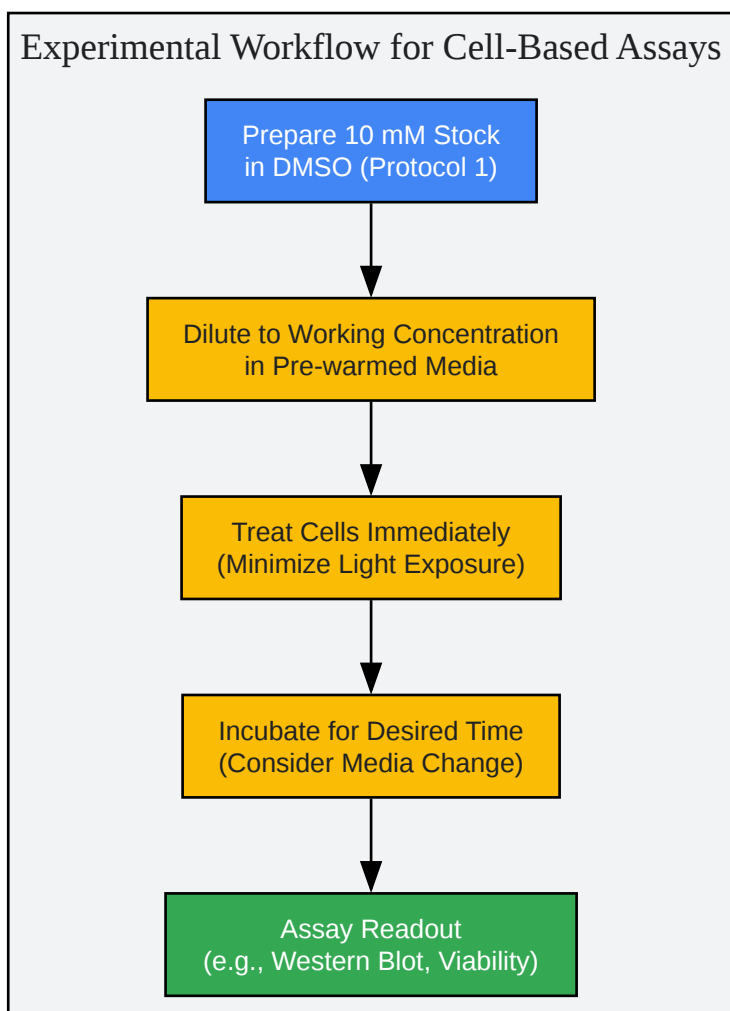 Experimental Workflow for Cell-Based Assays
Prepare 10 mM Stock
in DMSO (Protocol 1)
Dilute to Working Concentration
in Pre-warmed Media
Treat Cells Immediately
(Minimize Light Exposure)
Incubate for Desired Time
(Consider Media Change)
Assay Readout
(e.g., Western Blot, Viability)